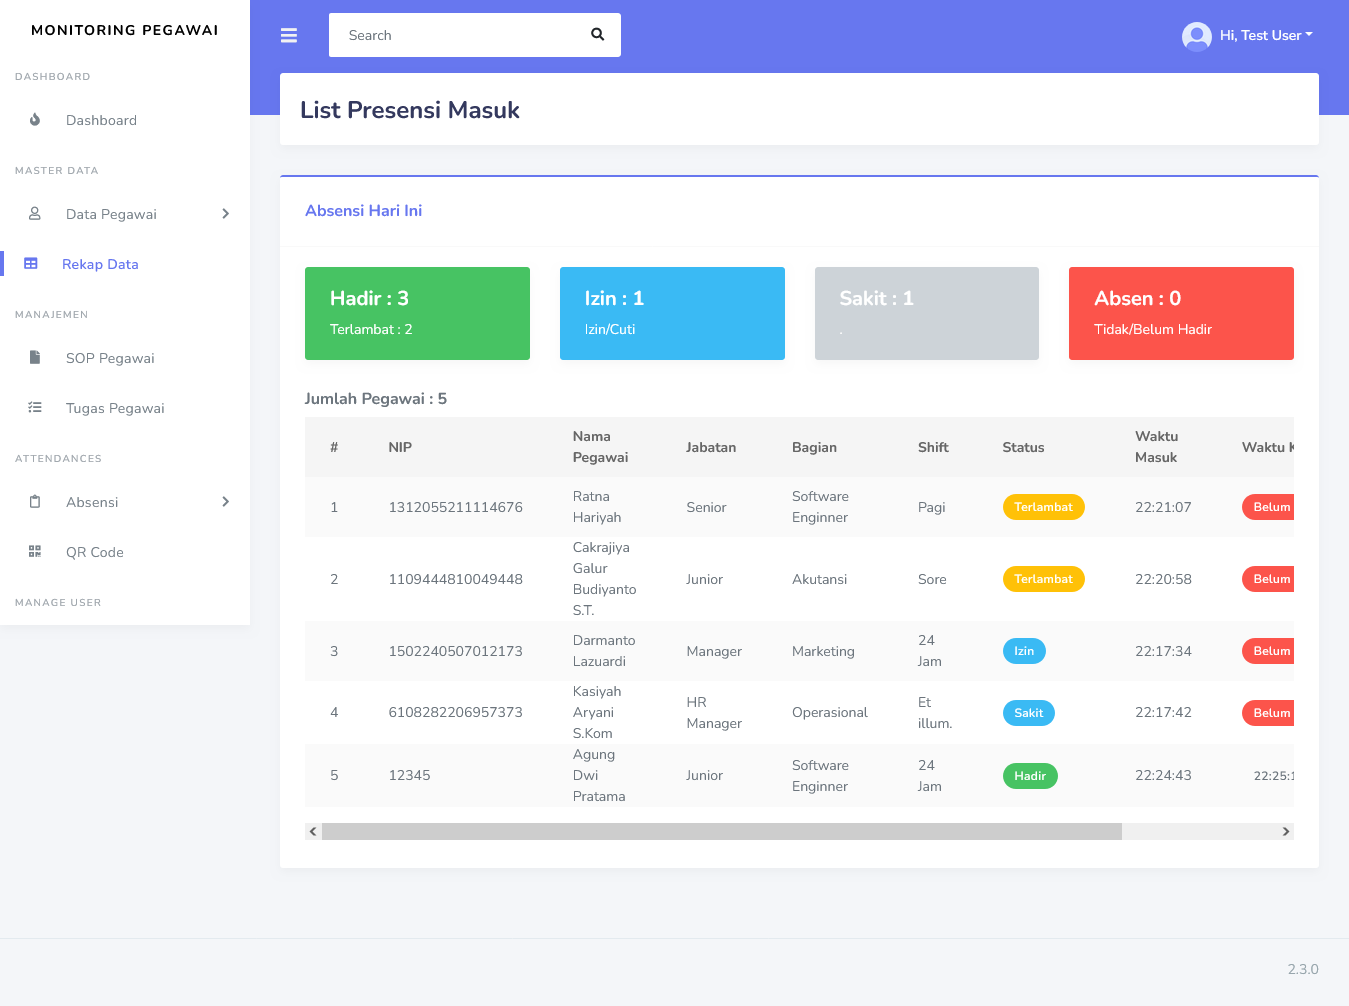 MONITORING PEGAWAI
DASHBOARD
Dashboard
MASTER DATA
Data Pegawai
Rekap Data
MANAJEMEN
SOP Pegawai
Tugas Pegawai
ATTENDANCES
Absensi
QR Code
MANAGE USER
Search
Hi, Test User
List Presensi Masuk
Absensi Hari Ini
Hadir : 3
Terlambat : 2
Izin : 1
Izin/Cuti
Sakit : 1
.
Absen : 0
Tidak/Belum Hadir
Jumlah Pegawai : 5
# NIP Nama Pegawai Jabatan Bagian Shift Status Waktu Masuk Waktu K
1 1312055211114676 Ratna Hariyah Senior Software Enginner Pagi Terlambat 22:21:07 Belum
2 1109444810049448 Cakrajiya Galur Budiyanto S.T. Junior Akutansi Sore Terlambat 22:20:58 Belum
3 1502240507012173 Darmanto Lazuardi Manager Marketing 24 Jam Izin 22:17:34 Belum
4 6108282206957373 Kasiyah Aryani S.Kom HR Manager Operasional Et illum. Sakit 22:17:42 Belum
5 12345 Agung Dwi Pratama Junior Software Enginner 24 Jam Hadir 22:24:43 22:25:1
2.3.0